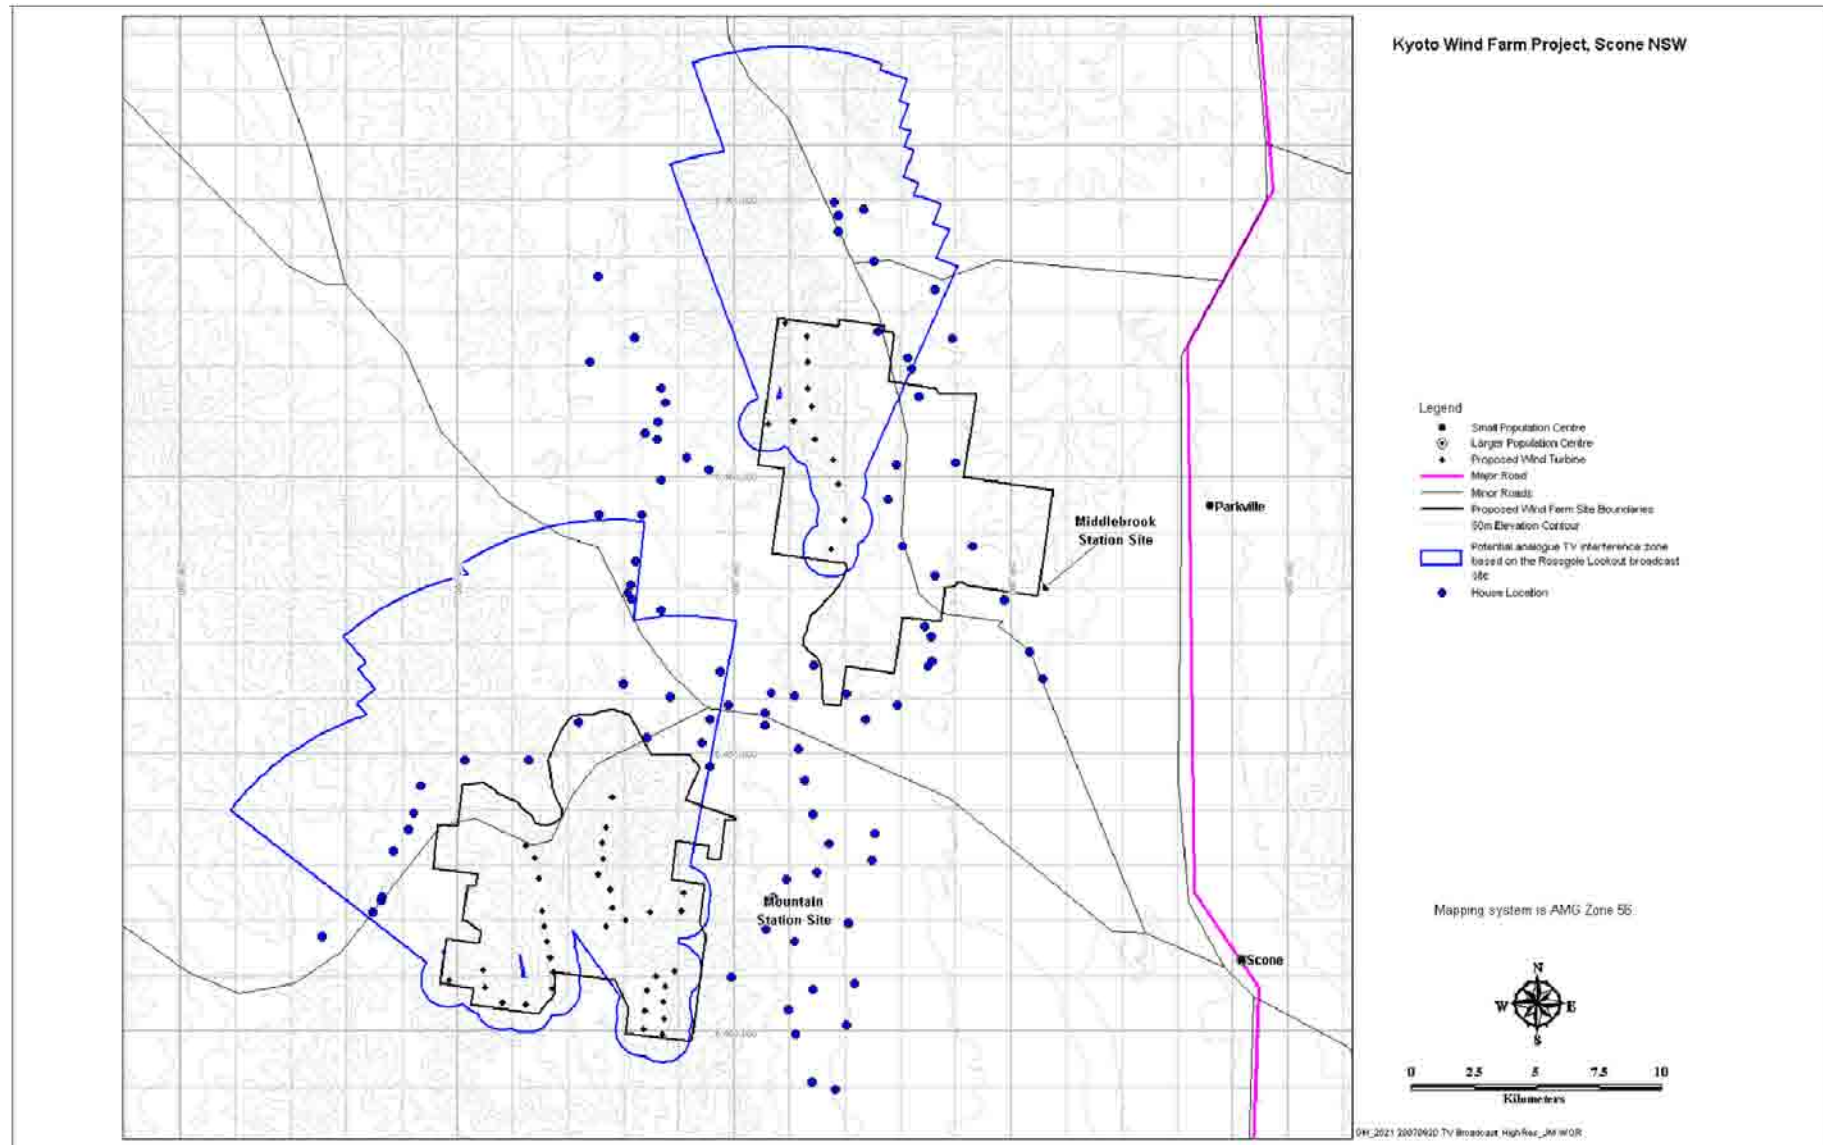 Kyoto Wind Farm Project, Scone NSW
Legend
Small Population Centre
Larger Population Centre
Proposed Wind Turbine
Major Road
Minor Roads
Proposed Wind Farm Site Boundaries
50m Elevation Contour
Potential analogue TV interference zone
based on the Rossgole Lookout broadcast
site
House Location
Parkville
Middlebrook
Station Site
Mountain
Station Site
Scone
Mapping system is AMG Zone 56.
N
W E
S
0 2.5 5 7.5 10
Kilometers